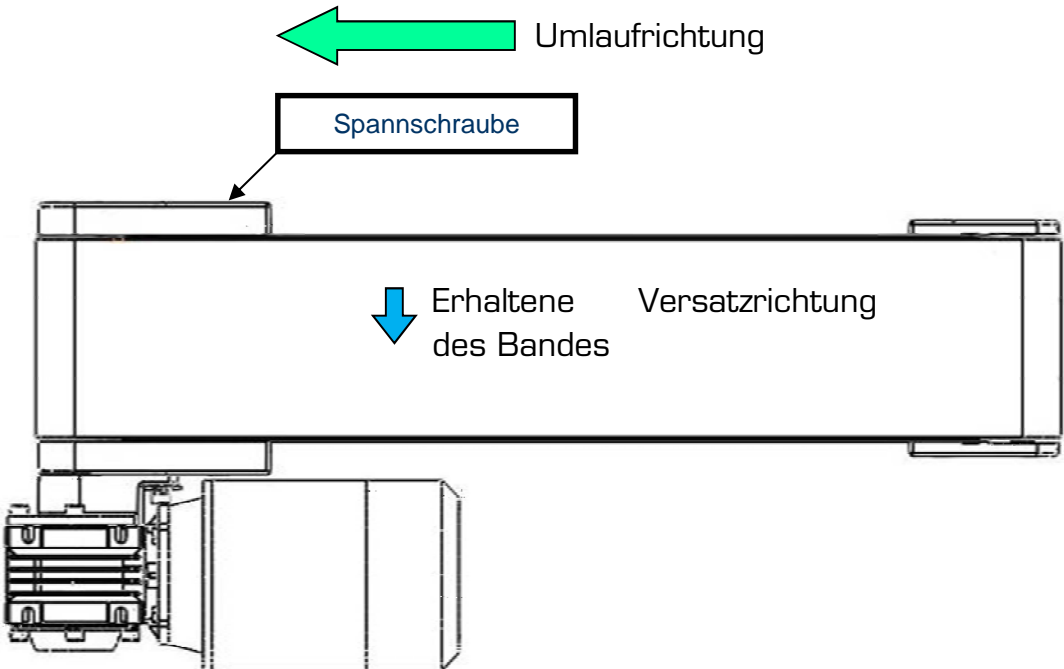 Umlaufrichtung
Spannschraube
Erhaltene Versatzrichtung
des Bandes